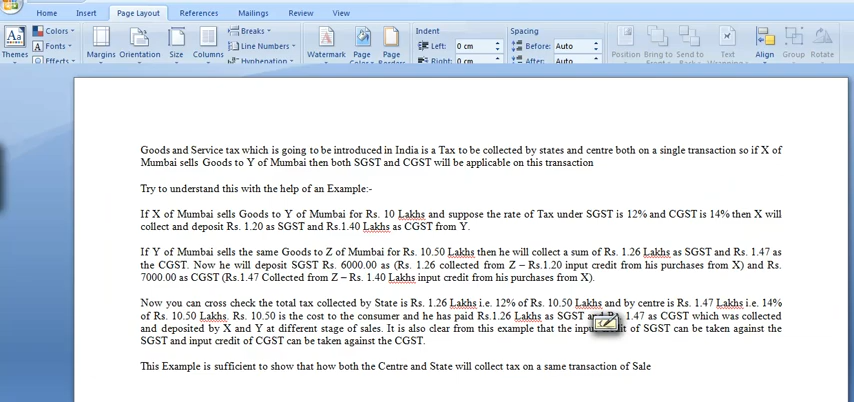 Home Insert Page Layout References Mailings Review View
Colors Breaks Indent Spacing
Aa Fonts Line Numbers Left: 0 cm Before: Auto
Themes Effects Margins Orientation Size Columns Hyphenation Watermark Page Color Page Borders Right: 0 cm After: Auto Position Bring to Front Send to Back Text Wrapping Align Group Rotate
Goods and Service tax which is going to be introduced in India is a Tax to be collected by states and centre both on a single transaction so if X of
Mumbai sells Goods to Y of Mumbai then both SGST and CGST will be applicable on this transaction
Try to understand this with the help of an Example:-
If X of Mumbai sells Goods to Y of Mumbai for Rs. 10 Lakhs and suppose the rate of Tax under SGST is 12% and CGST is 14% then X will
collect and deposit Rs. 1.20 as SGST and Rs.1.40 Lakhs as CGST from Y.
If Y of Mumbai sells the same Goods to Z of Mumbai for Rs. 10.50 Lakhs then he will collect a sum of Rs. 1.26 Lakhs as SGST and Rs. 1.47 as
the CGST. Now he will deposit SGST Rs. 6000.00 as (Rs. 1.26 collected from Z – Rs.1.20 input credit from his purchases from X) and Rs.
7000.00 as CGST (Rs.1.47 Collected from Z – Rs. 1.40 Lakhs input credit from his purchases from X).
Now you can cross check the total tax collected by State is Rs. 1.26 Lakhs i.e. 12% of Rs. 10.50 Lakhs and by centre is Rs. 1.47 Lakhs i.e. 14%
of Rs. 10.50 Lakhs. Rs. 10.50 is the cost to the consumer and he has paid Rs.1.26 Lakhs as SGST and Rs. 1.47 as CGST which was collected
and deposited by X and Y at different stage of sales. It is also clear from this example that the input credit of SGST can be taken against the
SGST and input credit of CGST can be taken against the CGST.
This Example is sufficient to show that how both the Centre and State will collect tax on a same transaction of Sale